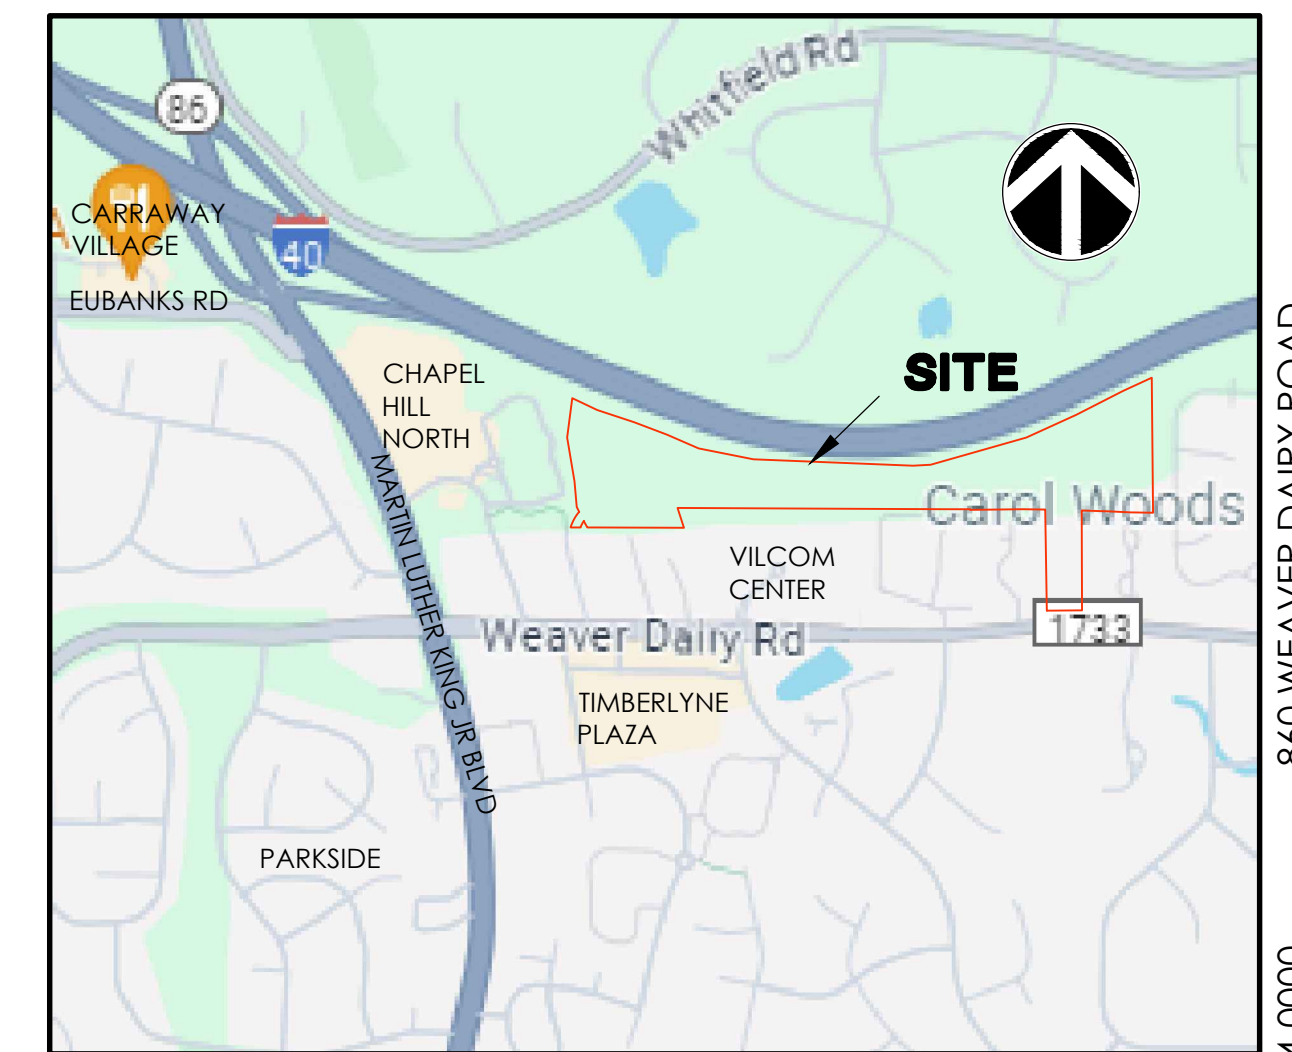 Whitfield Rd
86
CARRAWAY
VILLAGE
40
EUBANKS RD
SITE
CHAPEL
HILL
NORTH
Carol Woods
MARTIN LUTHER KING JR BLVD
VILCOM
CENTER
1733
Weaver Dairy Rd
TIMBERLYNE
PLAZA
PARKSIDE
860 WEAVER DAIRY ROAD